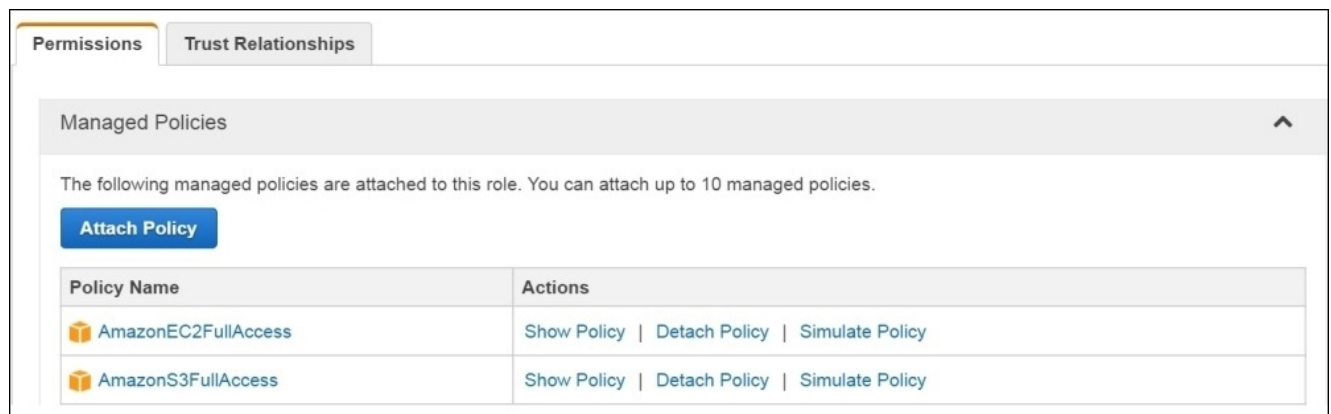 Permissions Trust Relationships
Managed Policies
The following managed policies are attached to this role. You can attach up to 10 managed policies.
Attach Policy
Policy Name Actions
AmazonEC2FullAccess Show Policy | Detach Policy | Simulate Policy
AmazonS3FullAccess Show Policy | Detach Policy | Simulate Policy